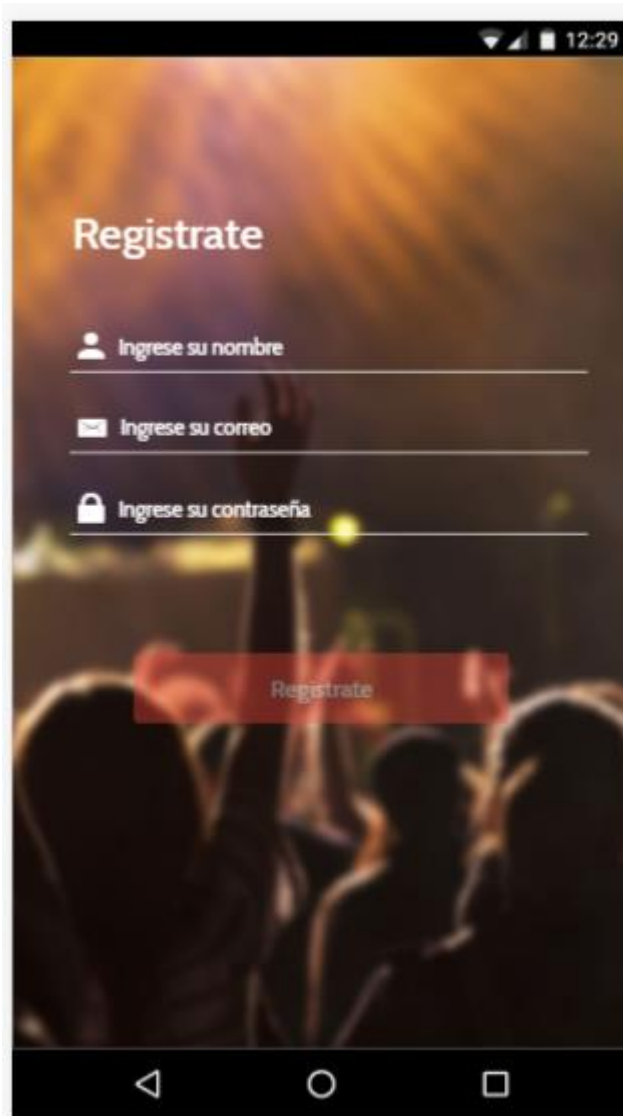 12:29
Registrate
Ingrese su nombre
Ingrese su correo
Ingrese su contraseña
Registrate